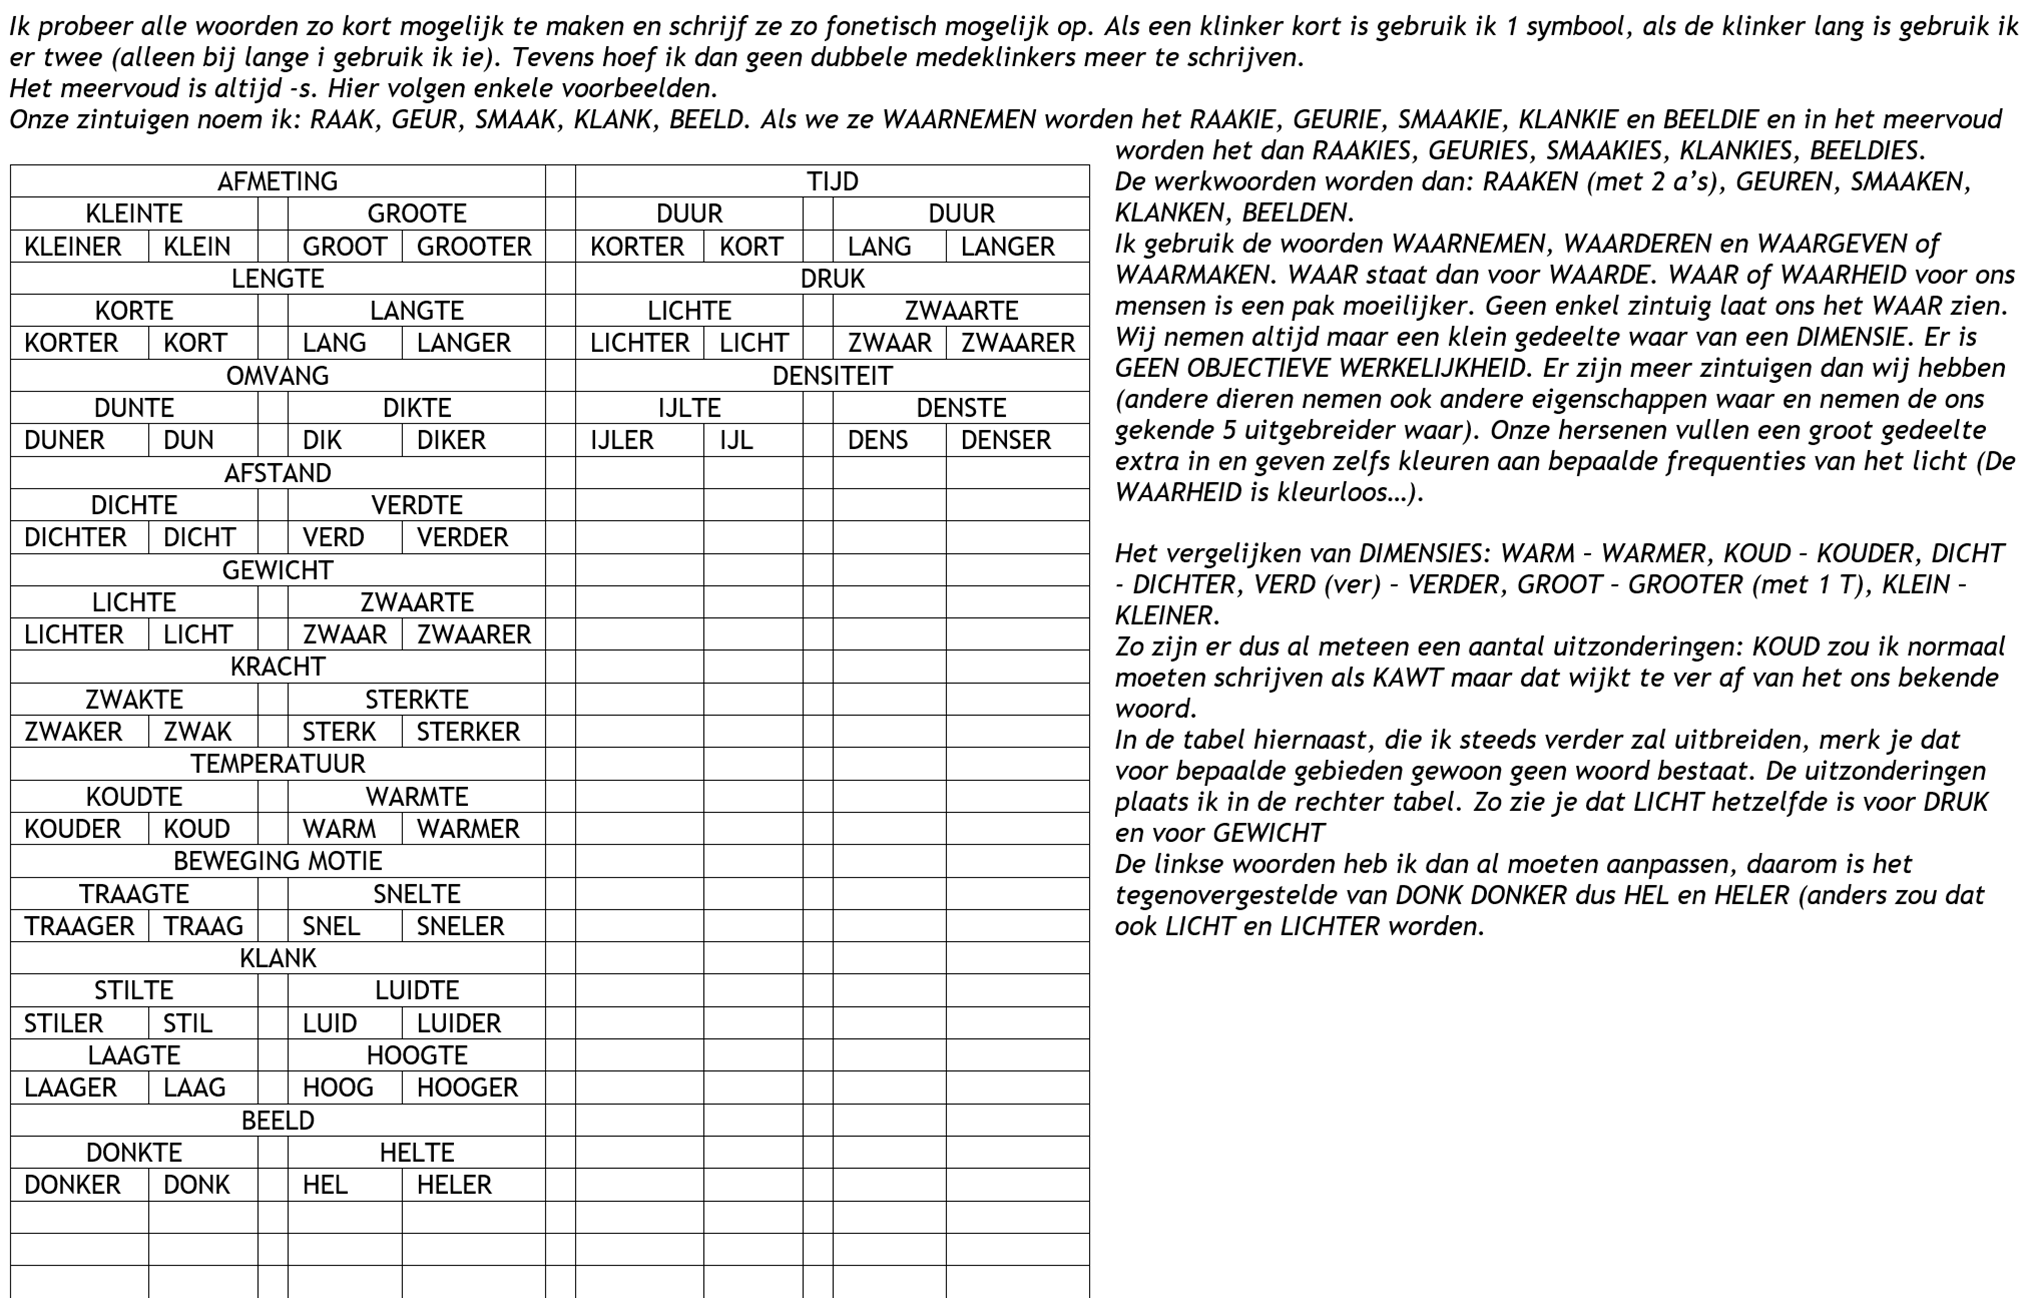 Ik probeer alle woorden zo kort mogelijk te maken en schrijf ze zo fonetisch mogelijk op. Als een klinker kort is gebruik ik 1 symbool, als de klinker lang is gebruik ik
er twee (alleen bij lange i gebruik ik ie). Tevens hoef ik dan geen dubbele medeklinkers meer te schrijven.
Het meervoud is altijd -s. Hier volgen enkele voorbeelden.
Onze zintuigen noem ik: RAAK, GEUR, SMAAK, KLANK, BEELD. Als we ze WAARNEMEN worden het RAAKIE, GEURIE, SMAAKIE, KLANKIE en BEELDIE en in het meervoud
worden het dan RAAKIES, GEURIES, SMAAKIES, KLANKIES, BEELDIES.
De werkwoorden worden dan: RAAKEN (met 2 a’s), GEUREN, SMAAKEN,
KLANKEN, BEELDEN.
Ik gebruik de woorden WAARNEMEN, WAARDEREN en WAARGEVEN of
WAARMAKEN. WAAR staat dan voor WAARDE. WAAR of WAARHEID voor ons
mensen is een pak moeilijker. Geen enkel zintuig laat ons het WAAR zien.
Wij nemen altijd maar een klein gedeelte waar van een DIMENSIE. Er is
GEEN OBJECTIEVE WERKELIJKHEID. Er zijn meer zintuigen dan wij hebben
(andere dieren nemen ook andere eigenschappen waar en nemen de ons
gekende 5 uitgebreider waar). Onze hersenen vullen een groot gedeelte
extra in en geven zelfs kleuren aan bepaalde frequenties van het licht (De
WAARHEID is kleurloos…).
Het vergelijken van DIMENSIES: WARM – WARMER, KOUD – KOUDER, DICHT
- DICHTER, VERD (ver) – VERDER, GROOT – GROOTER (met 1 T), KLEIN –
KLEINER.
Zo zijn er dus al meteen een aantal uitzonderingen: KOUD zou ik normaal
moeten schrijven als KAWT maar dat wijkt te ver af van het ons bekende
woord.
In de tabel hiernaast, die ik steeds verder zal uitbreiden, merk je dat
voor bepaalde gebieden gewoon geen woord bestaat. De uitzonderingen
plaats ik in de rechter tabel. Zo zie je dat LICHT hetzelfde is voor DRUK
en voor GEWICHT
De linkse woorden heb ik dan al moeten aanpassen, daarom is het
tegenovergestelde van DONK DONKER dus HEL en HELER (anders zou dat
ook LICHT en LICHTER worden.
AFMETING TIJD
KLEINTE GROOTE DUUR DUUR
KLEINER KLEIN GROOT GROOTER KORTER KORT LANG LANGER
LENGTE DRUK
KORTE LANGTE LICHTE ZWAARTE
KORTER KORT LANG LANGER LICHTER LICHT ZWAAR ZWAARER
OMVANG DENSITEIT
DUNTE DIKTE IJLTE DENSTE
DUNER DUN DIK DIKER IJLER IJL DENS DENSER
AFSTAND
DICHTE VERDTE
DICHTER DICHT VERD VERDER
GEWICHT
LICHTE ZWAARTE
LICHTER LICHT ZWAAR ZWAARER
KRACHT
ZWAKTE STERKTE
ZWAKER ZWAK STERK STERKER
TEMPERATUUR
KOUDTE WARMTE
KOUDER KOUD WARM WARMER
BEWEGING MOTIE
TRAAGTE SNELTE
TRAAGER TRAAG SNEL SNELER
KLANK
STILTE LUIDTE
STILER STIL LUID LUIDER
LAAGTE HOOGTE
LAAGER LAAG HOOG HOOGER
BEELD
DONKTE HELTE
DONKER DONK HEL HELER